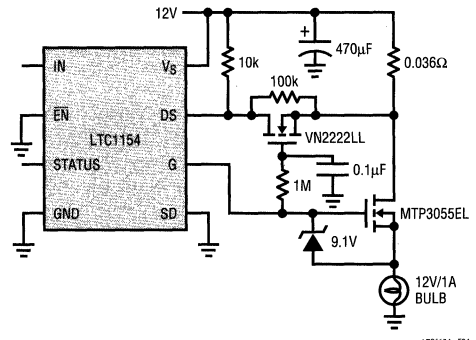 12V
IN
EN
STATUS
GND
LTC1154
VS
DS
G
SD
10k
470µF
0.036Ω
100k
VN2222LL
0.1µF
1M
MTP3055EL
9.1V
12V/1A
BULB